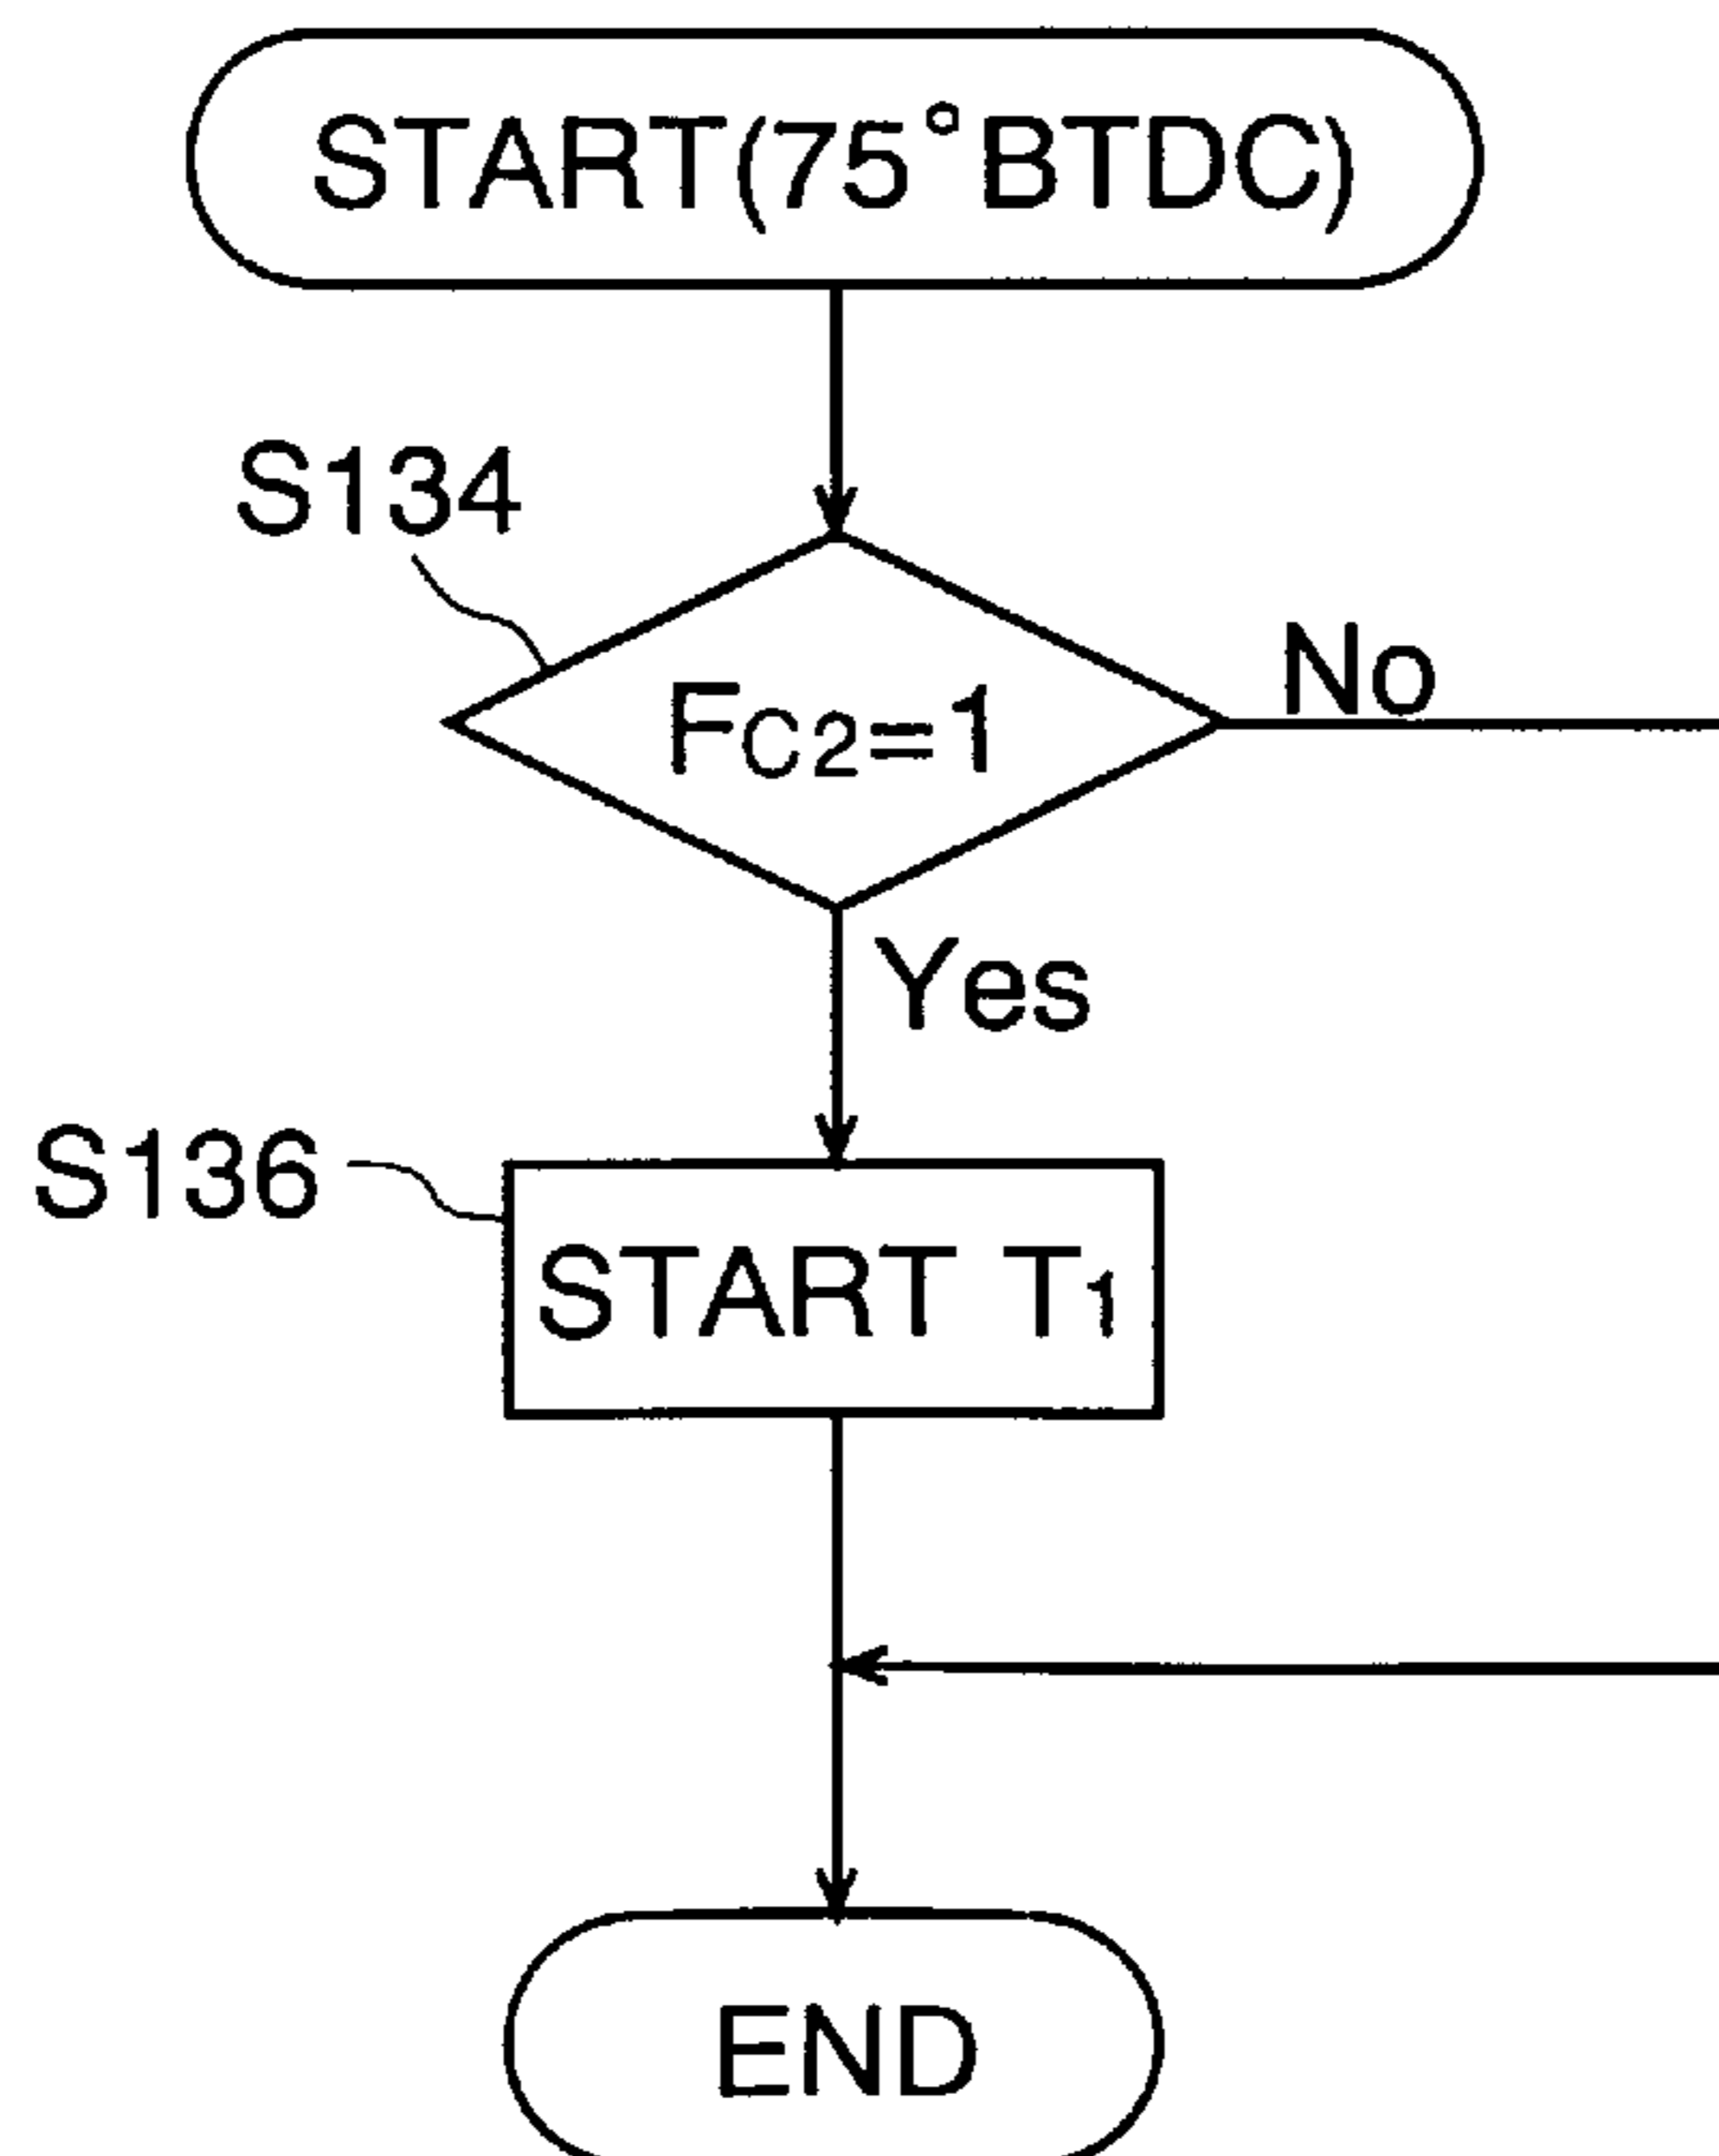 START(75°BTDC)
S134
FC2=1
No
Yes
S136
START T1
END